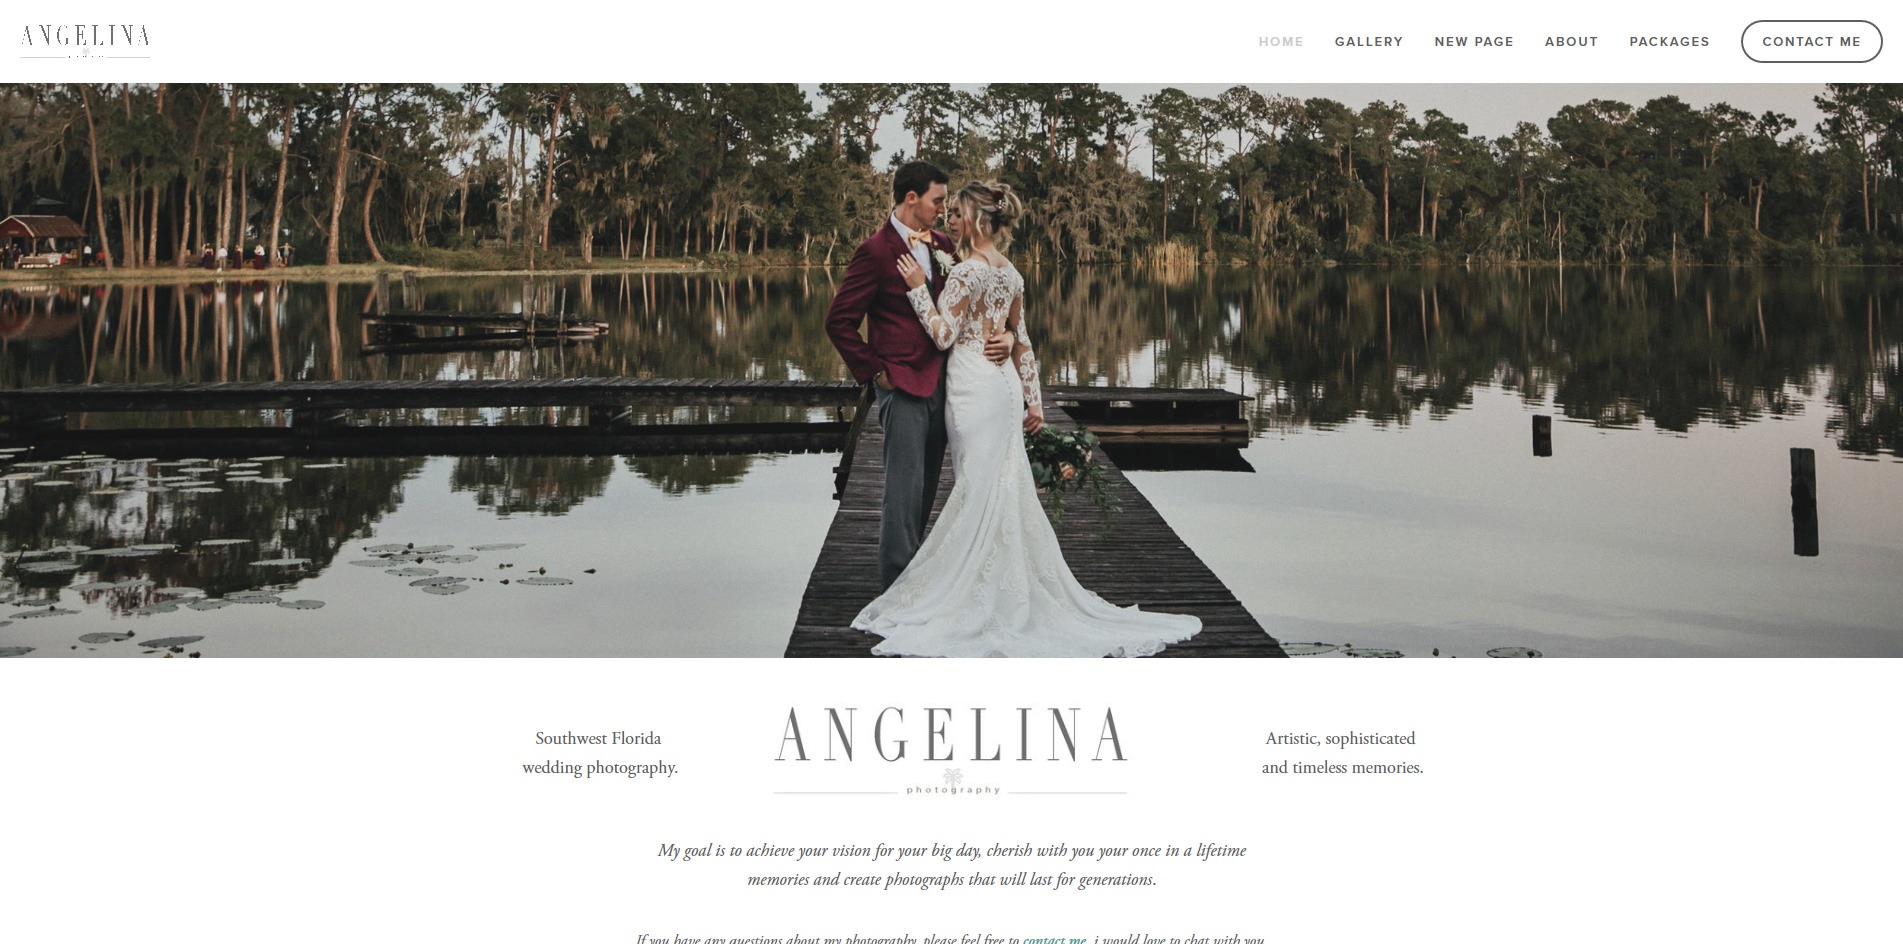 ANGELINA
HOME GALLERY NEW PAGE ABOUT PACKAGES CONTACT ME
Southwest Florida
wedding photography.
ANGELINA
photography
Artistic, sophisticated
and timeless memories.
My goal is to achieve your vision for your big day, cherish with you your once in a lifetime
memories and create photographs that will last for generations.
If you have any questions about my photography, please feel free to contact me, i would love to chat with you